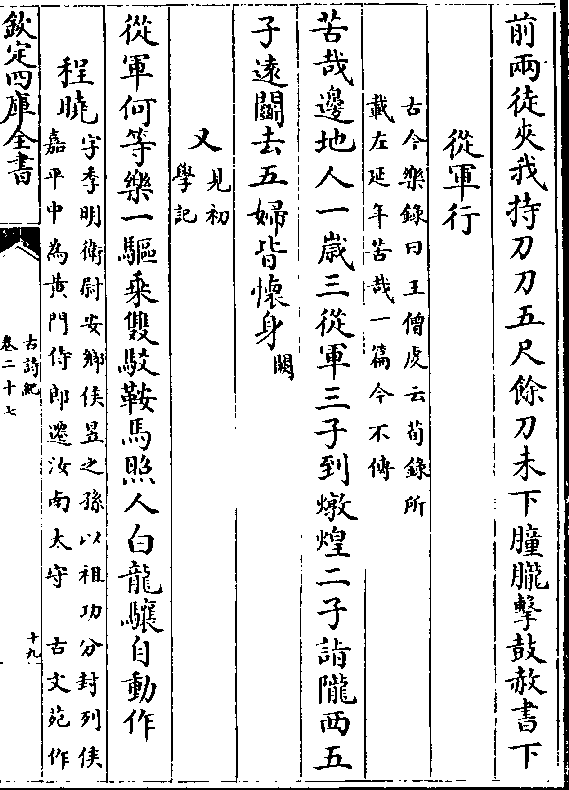 前兩徒夾我持刀刀五尺餘刀未下朣朧擊鼓赦書下
從軍行
古今樂錄曰王僧虔云荀錄所
載左延年苦哉一篇今不傳
苦哉邊地人一歲三從軍三子到燉煌二子詣隴西五
子遠鬭去五婦皆懷身闕
又見初
學記
從軍何等樂一驅乗雙駮鞍馬照人白龍驤自動作
程曉字季明衛尉安鄉侯昱之孫以祖功分封列侯
嘉平中為黄門侍郎遷汝南太守 古文苑作
欽定四庫全書
古詩紀
卷二十七
十九